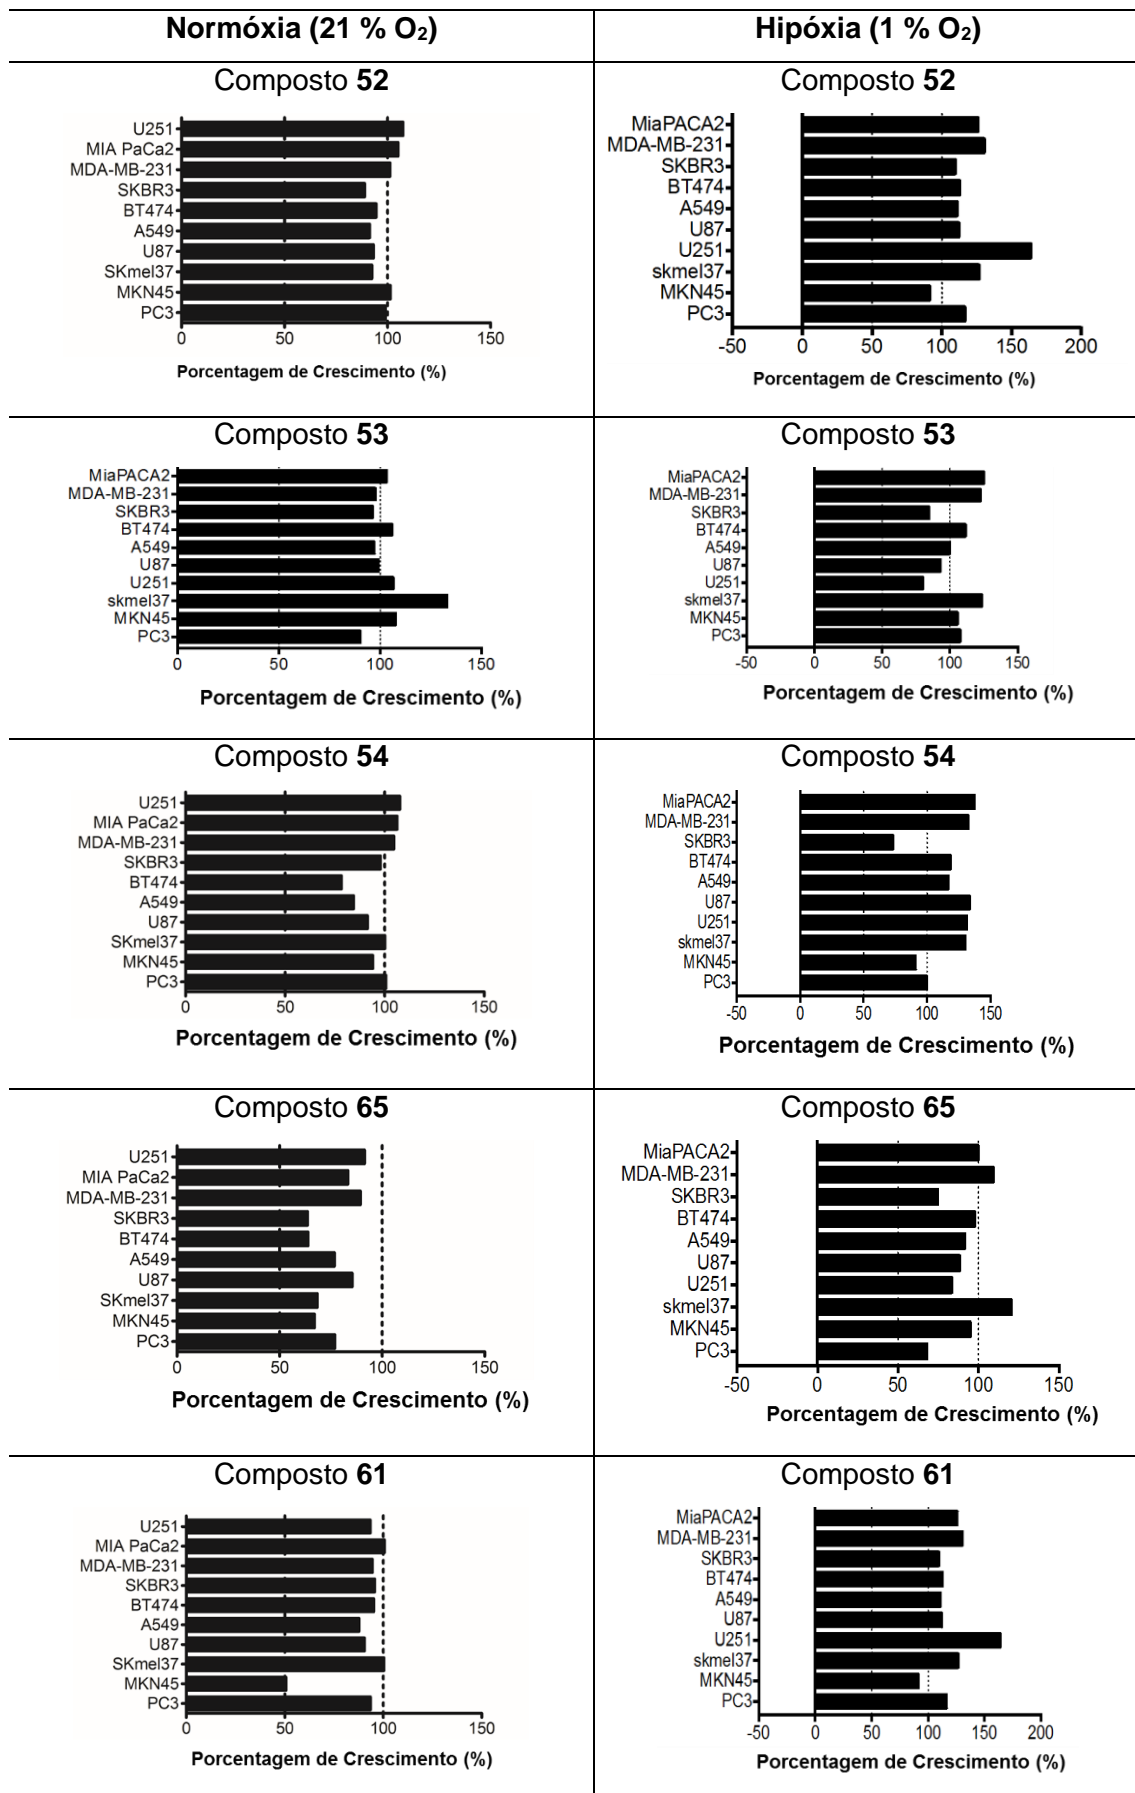 Normóxia (21 % O₂)
Hipóxia (1 % O₂)
Composto 52
U251
MIA PaCa2
MDA-MB-231
SKBR3
BT474
A549
U87
SKmel37
MKN45
PC3
0 50 100 150
Porcentagem de Crescimento (%)
Composto 52
MiaPACA2
MDA-MB-231
SKBR3
BT474
A549
U87
U251
skmel37
MKN45
PC3
-50 0 50 100 150 200
Porcentagem de Crescimento (%)
Composto 53
MiaPACA2
MDA-MB-231
SKBR3
BT474
A549
U87
U251
skmel37
MKN45
PC3
0 50 100 150
Porcentagem de Crescimento (%)
Composto 53
MiaPACA2
MDA-MB-231
SKBR3
BT474
A549
U87
U251
skmel37
MKN45
PC3
-50 0 50 100 150
Porcentagem de Crescimento (%)
Composto 54
U251
MIA PaCa2
MDA-MB-231
SKBR3
BT474
A549
U87
SKmel37
MKN45
PC3
0 50 100 150
Porcentagem de Crescimento (%)
Composto 54
MiaPACA2
MDA-MB-231
SKBR3
BT474
A549
U87
U251
skmel37
MKN45
PC3
-50 0 50 100 150
Porcentagem de Crescimento (%)
Composto 65
U251
MIA PaCa2
MDA-MB-231
SKBR3
BT474
A549
U87
SKmel37
MKN45
PC3
0 50 100 150
Porcentagem de Crescimento (%)
Composto 65
MiaPACA2
MDA-MB-231
SKBR3
BT474
A549
U87
U251
skmel37
MKN45
PC3
-50 0 50 100 150
Porcentagem de Crescimento (%)
Composto 61
U251
MIA PaCa2
MDA-MB-231
SKBR3
BT474
A549
U87
SKmel37
MKN45
PC3
0 50 100 150
Porcentagem de Crescimento (%)
Composto 61
MiaPACA2
MDA-MB-231
SKBR3
BT474
A549
U87
U251
skmel37
MKN45
PC3
-50 0 50 100 150 200
Porcentagem de Crescimento (%)